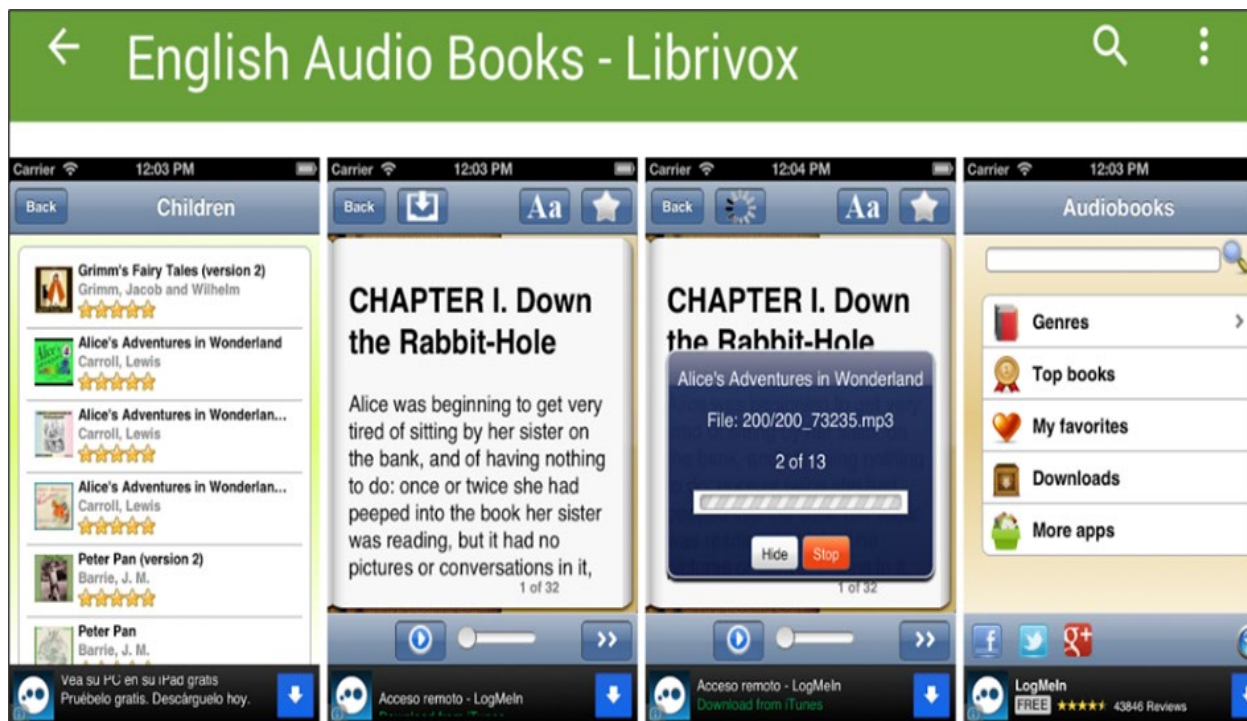 English Audio Books - Librivox
Carrier 12:03 PM
Back Children
Grimm's Fairy Tales (version 2)
Grimm, Jacob and Wilhelm
Alice's Adventures in Wonderland
Carroll, Lewis
Alice's Adventures in Wonderlan...
Carroll, Lewis
Alice's Adventures in Wonderlan...
Carroll, Lewis
Peter Pan (version 2)
Barrie, J. M.
Peter Pan
Barrie, J. M.
Vea su PC en su iPad gratis
Pruébelo gratis. Descárguelo hoy.
Carrier 12:03 PM
Back Aa
CHAPTER I. Down
the Rabbit-Hole
Alice was beginning to get very
tired of sitting by her sister on
the bank, and of having nothing
to do: once or twice she had
peeped into the book her sister
was reading, but it had no
pictures or conversations in it,
1 of 32
Acceso remoto - LogMeIn
Download from iTunes
Carrier 12:04 PM
Back Aa
CHAPTER I. Down
the Rabbit-Hole
Alice's Adventures in Wonderland
File: 200/200_73235.mp3
2 of 13
Hide Stop
1 of 32
Acceso remoto - LogMeIn
Download from iTunes
Carrier 12:03 PM
Audiobooks
Genres
Top books
My favorites
Downloads
More apps
f g+
LogMeIn
FREE 43846 Reviews